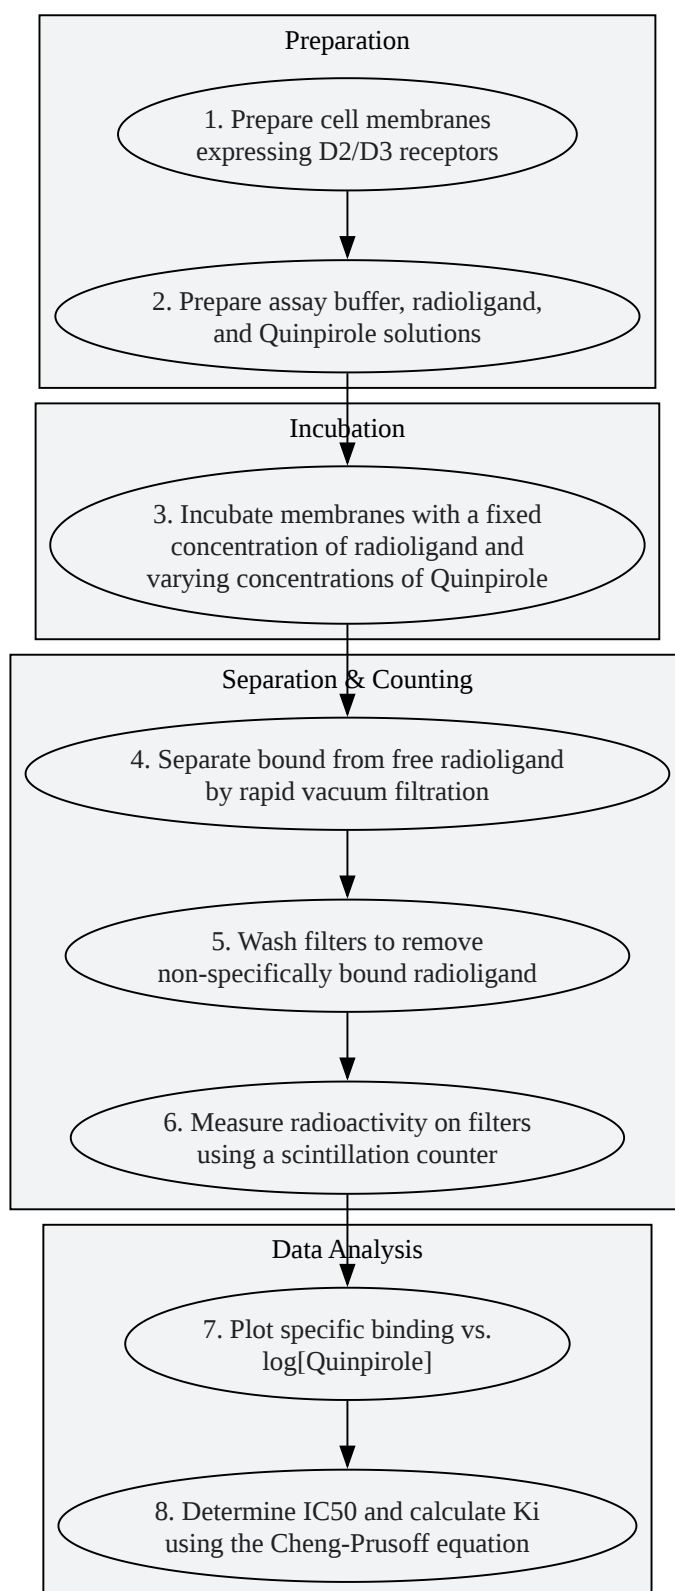 Preparation
1. Prepare cell membranes
expressing D2/D3 receptors
2. Prepare assay buffer, radioligand,
and Quinpirole solutions
Incubation
3. Incubate membranes with a fixed
concentration of radioligand and
varying concentrations of Quinpirole
Separation & Counting
4. Separate bound from free radioligand
by rapid vacuum filtration
5. Wash filters to remove
non-specifically bound radioligand
6. Measure radioactivity on filters
using a scintillation counter
Data Analysis
7. Plot specific binding vs.
log[Quinpirole]
8. Determine IC50 and calculate Ki
using the Cheng-Prusoff equation